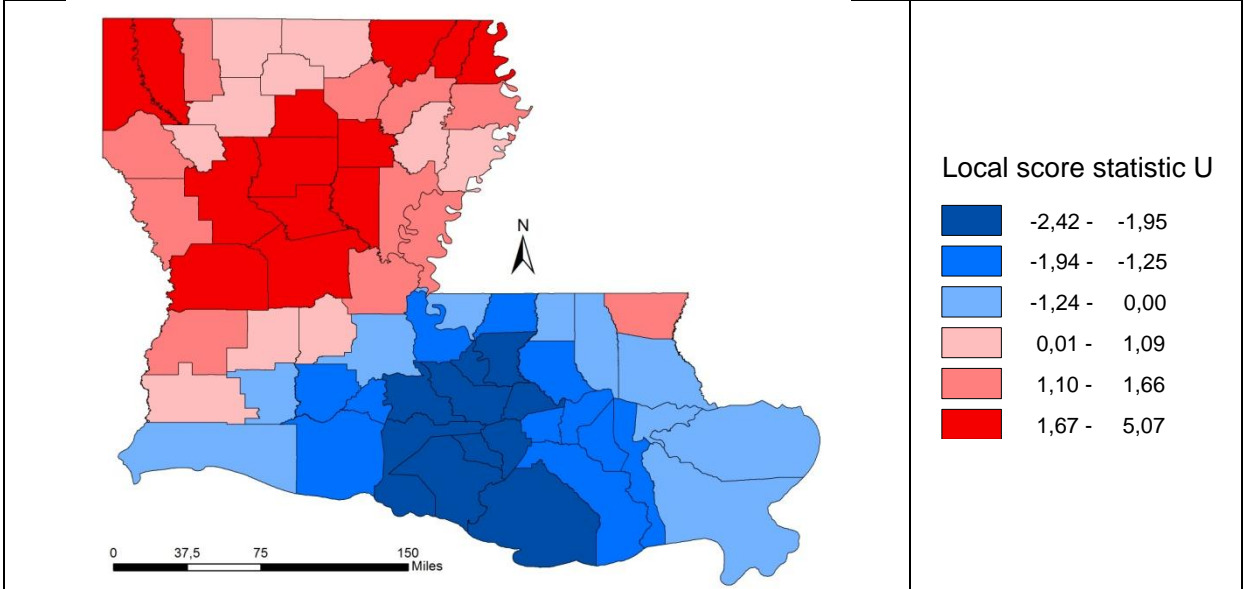 N
0 37,5 75 150
Miles
Local score statistic U
-2,42 - -1,95
-1,94 - -1,25
-1,24 - 0,00
0,01 - 1,09
1,10 - 1,66
1,67 - 5,07